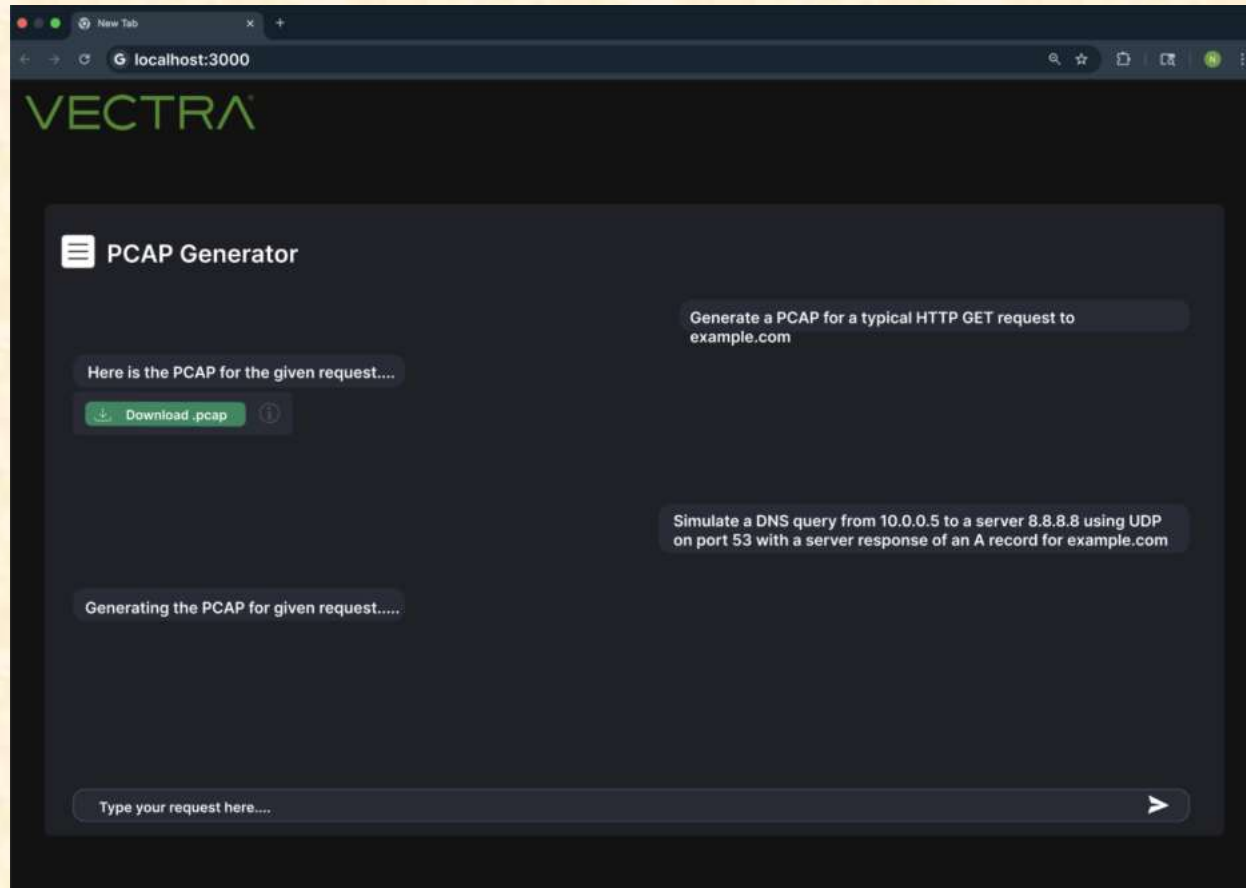 New Tab
G localhost:3000
N
VECTRA
PCAP Generator
Generate a PCAP for a typical HTTP GET request to
example.com
Here is the PCAP for the given request....
Download .pcap
Simulate a DNS query from 10.0.0.5 to a server 8.8.8.8 using UDP
on port 53 with a server response of an A record for example.com
Generating the PCAP for given request.....
Type your request here....